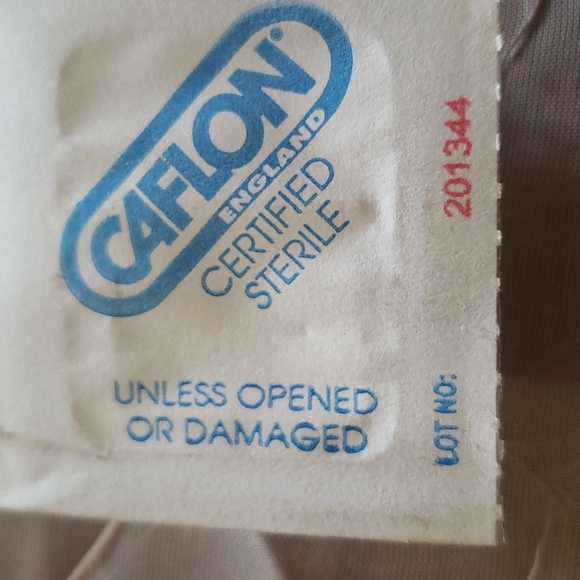 CAFLON®
ENGLAND
CERTIFIED
STERILE
UNLESS OPENED
OR DAMAGED
LOT NO: 201344